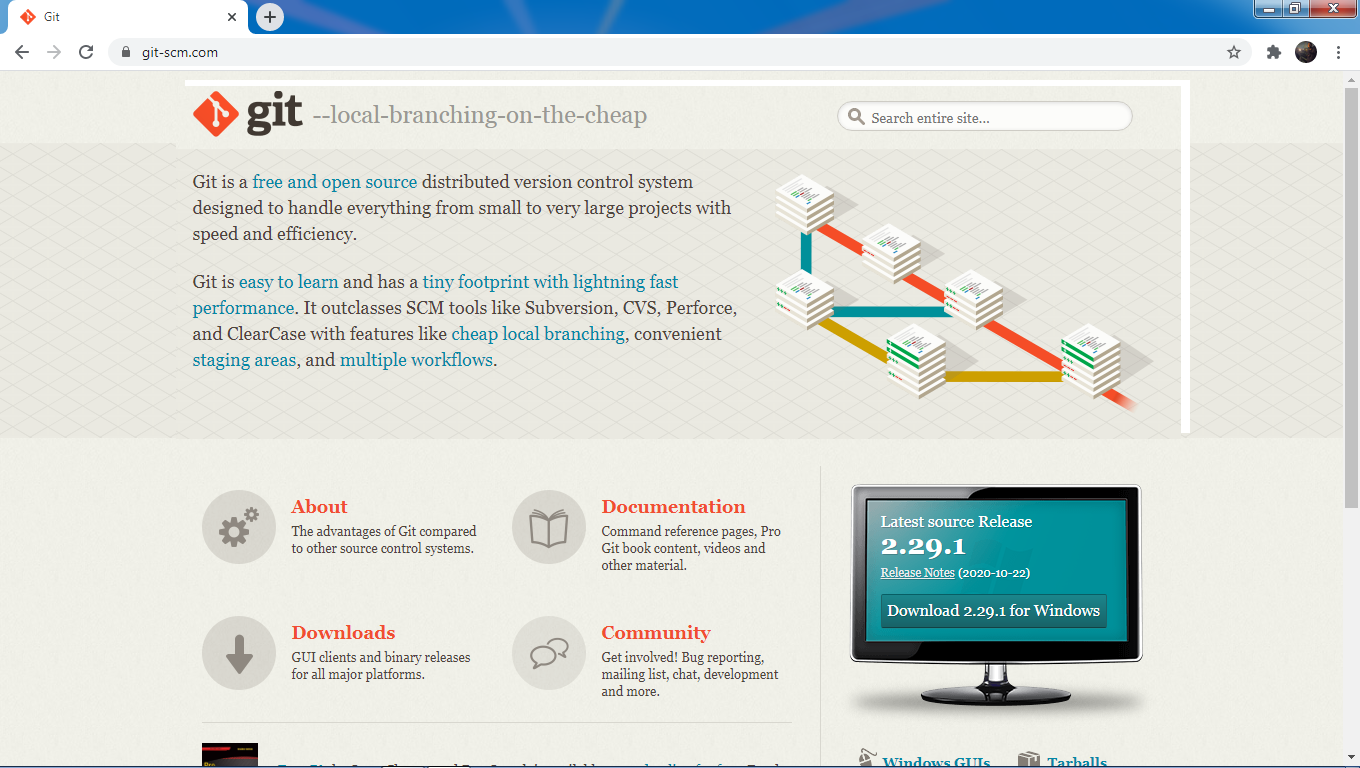 Git
git-scm.com
git --local-branching-on-the-cheap
Search entire site...
Git is a free and open source distributed version control system
designed to handle everything from small to very large projects with
speed and efficiency.
Git is easy to learn and has a tiny footprint with lightning fast
performance. It outclasses SCM tools like Subversion, CVS, Perforce,
and ClearCase with features like cheap local branching, convenient
staging areas, and multiple workflows.
About
The advantages of Git compared
to other source control systems.
Documentation
Command reference pages, Pro
Git book content, videos and
other material.
Downloads
GUI clients and binary releases
for all major platforms.
Community
Get involved! Bug reporting,
mailing list, chat, development
and more.
Latest source Release
2.29.1
Release Notes (2020-10-22)
Download 2.29.1 for Windows
Pro
Windows GUIs
Tarballs